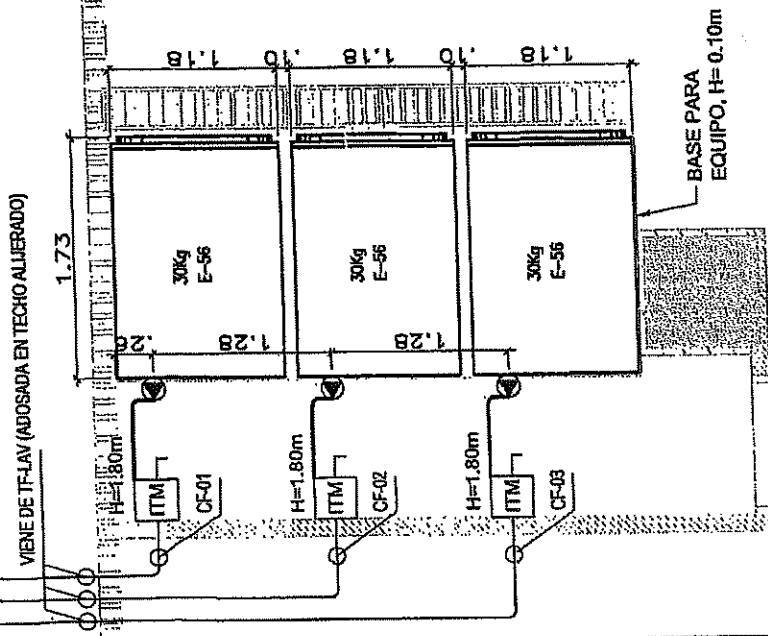 VIENE DE TF-LAV (ADOSADA EN TECHO ALIJERADO)
1.73
1.18
.10
1.18
.10
1.18
30Kg
E-56
30Kg
E-56
30Kg
E-56
.26
1.28
1.28
H=1.80m
ITM
CF-01
H=1.80m
ITM
CF-02
H=1.80m
ITM
CF-03
BASE PARA
EQUIPO, H= 0.10m